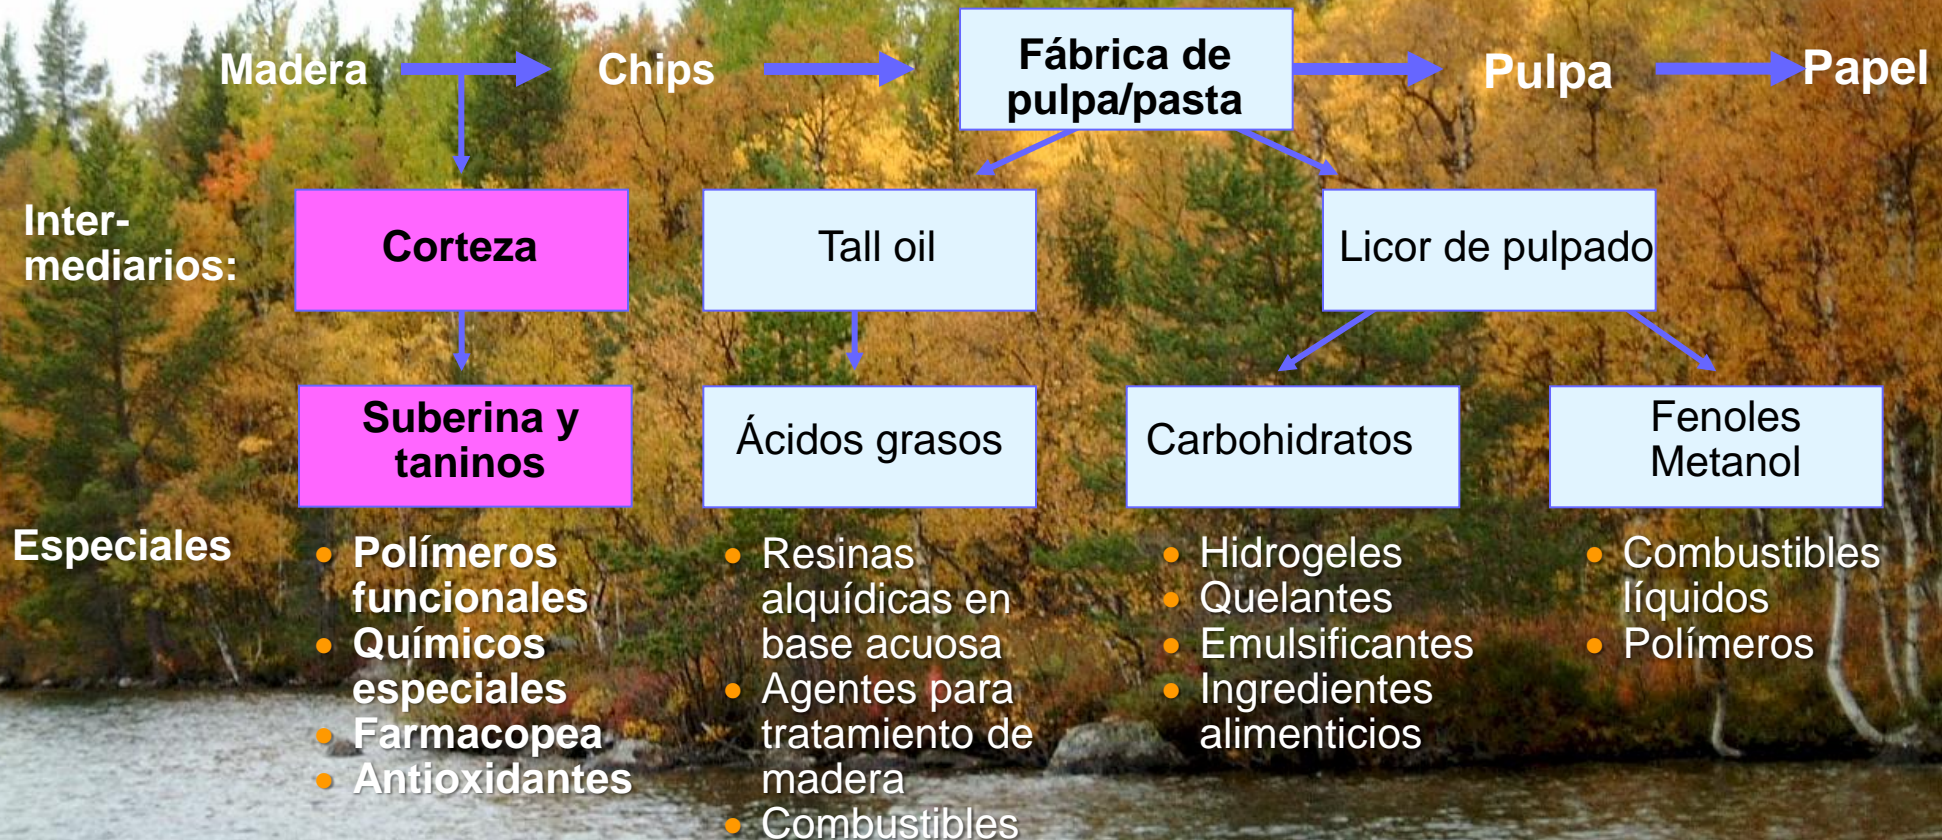 Madera
Chips
Fábrica de
pulpa/pasta
Pulpa
Papel
Inter-
mediarios:
Corteza
Tall oil
Licor de pulpado
Suberina y
taninos
Ácidos grasos
Carbohidratos
Fenoles
Metanol
Especiales
• Polímeros
funcionales
• Químicos
especiales
• Farmacopea
• Antioxidantes
• Resinas
alquídicas en
base acuosa
• Agentes para
tratamiento de
madera
• Combustibles
• Hidrogeles
• Quelantes
• Emulsificantes
• Ingredientes
alimenticios
• Combustibles
líquidos
• Polímeros